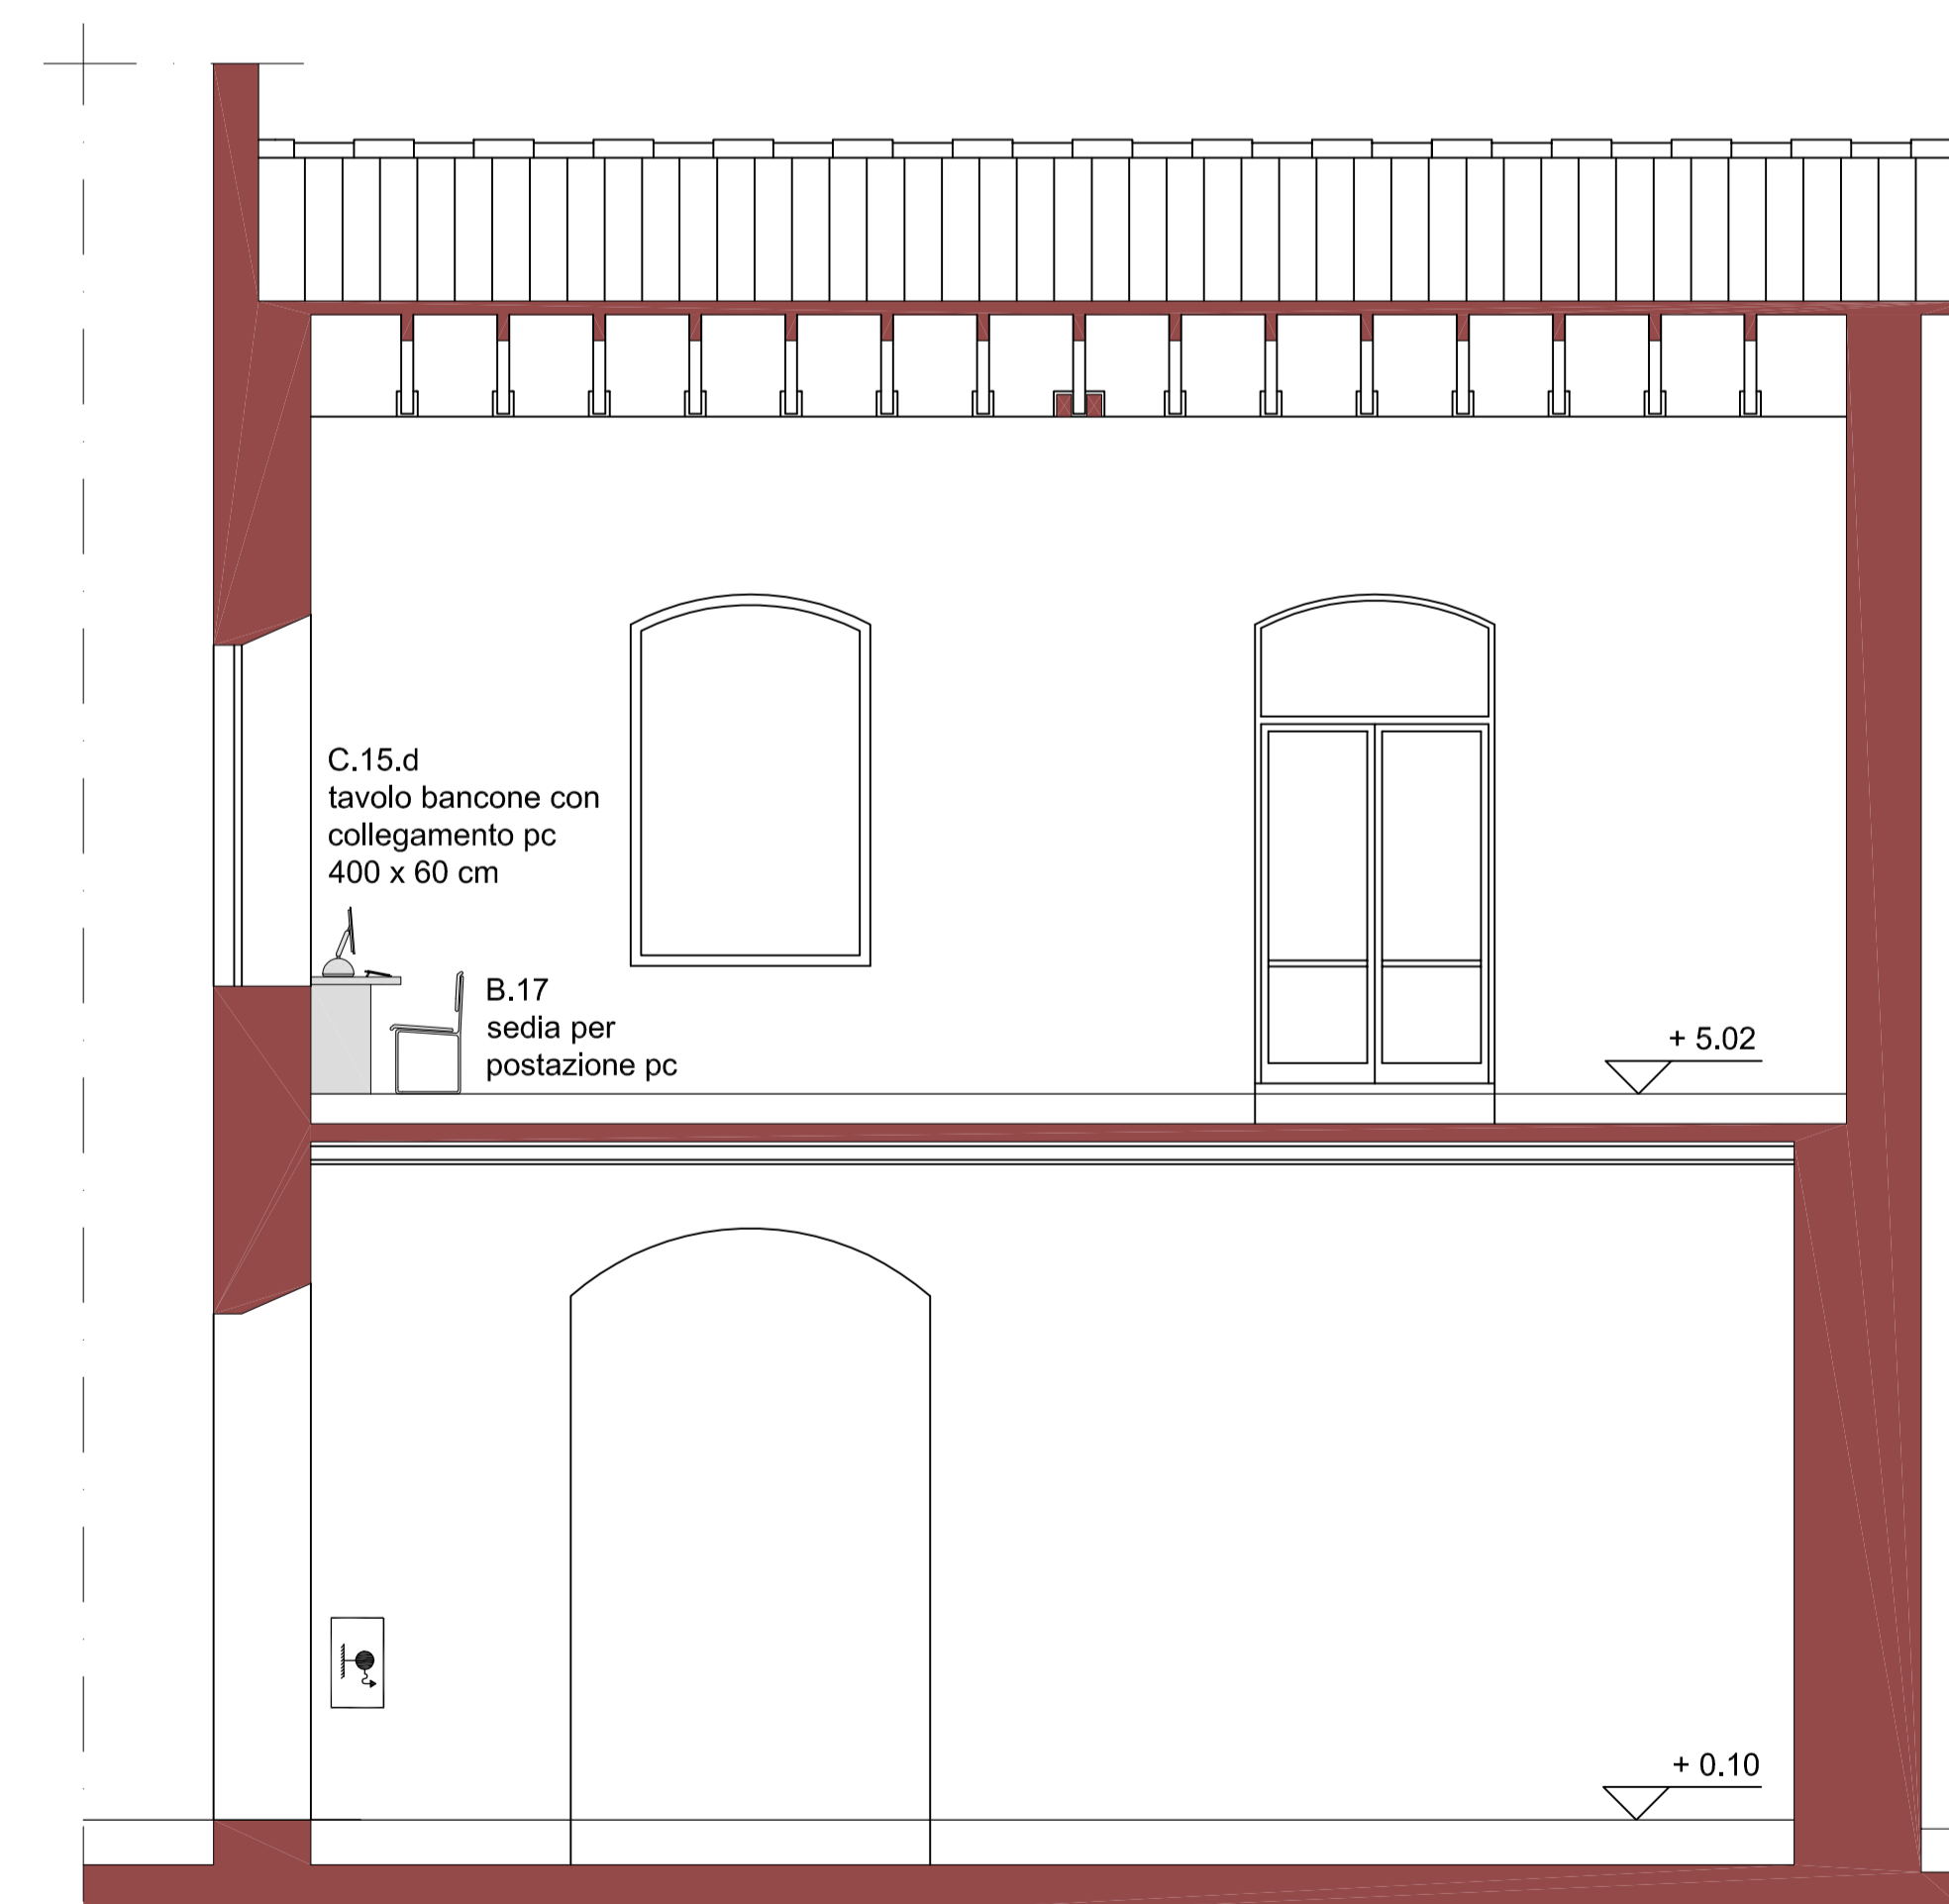 C.15.d
tavolo bancone con
collegamento pc
400 x 60 cm
B.17
sedia per
postazione pc
+ 5.02
+ 0.10